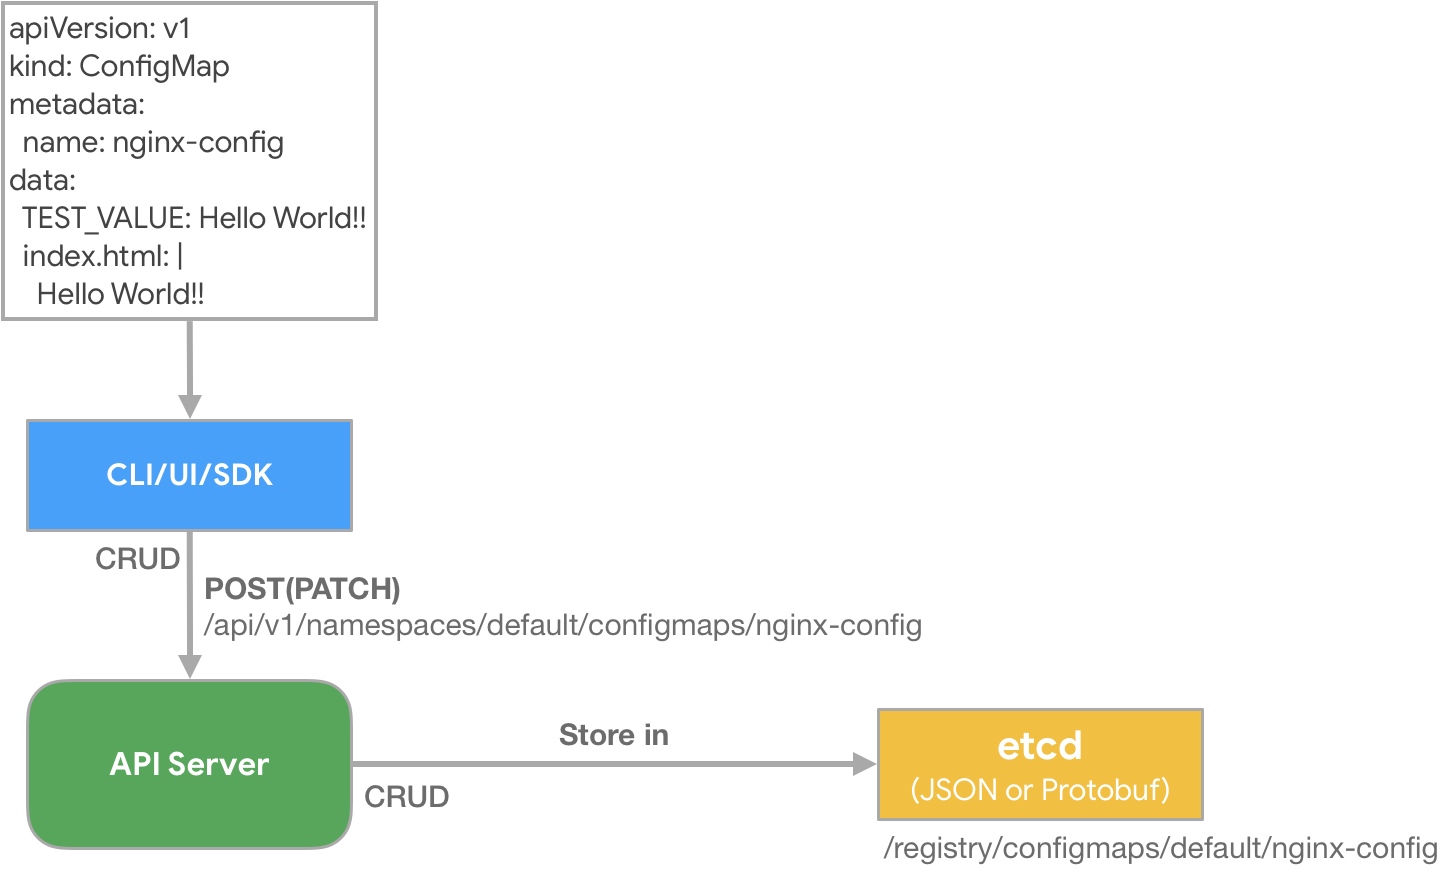 apiVersion: v1
kind: ConfigMap
metadata:
  name: nginx-config
data:
  TEST_VALUE: Hello World!!
  index.html: |
    Hello World!!
CLI/UI/SDK
CRUD
POST(PATCH)
/api/v1/namespaces/default/configmaps/nginx-config
API Server
Store in
CRUD
etcd
(JSON or Protobuf)
/registry/configmaps/default/nginx-config